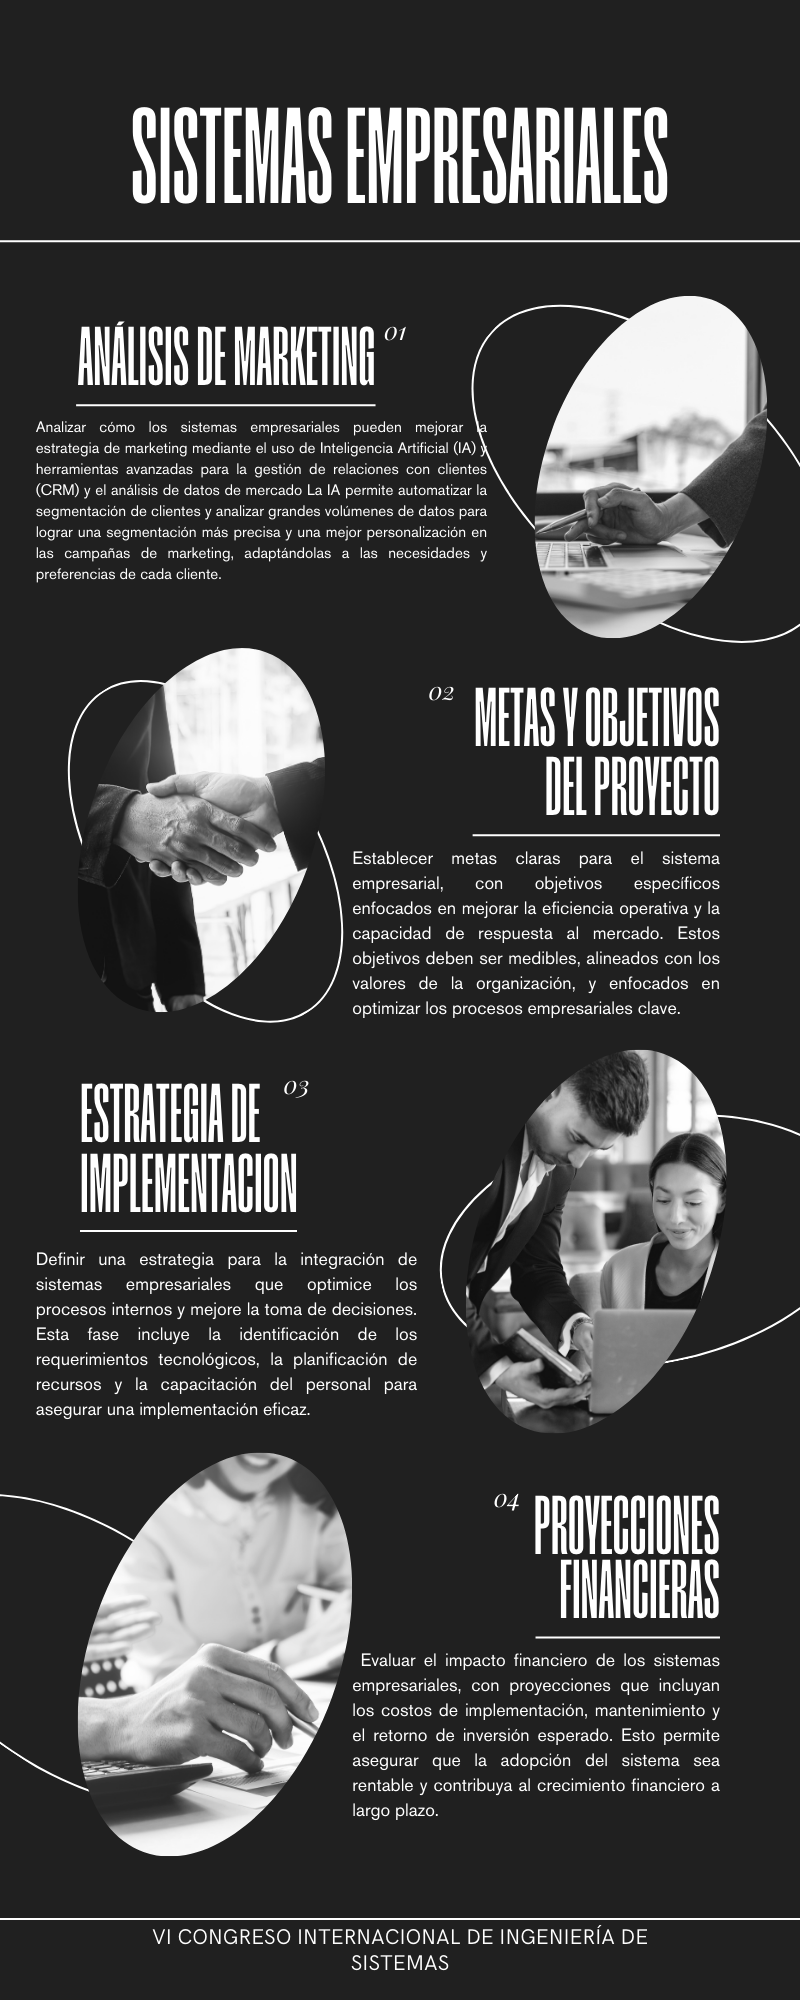 SISTEMAS EMPRESARIALES
ANÁLISIS DE MARKETING 01
Analizar cómo los sistemas empresariales pueden mejorar la
estrategia de marketing mediante el uso de Inteligencia Artificial (IA) y
herramientas avanzadas para la gestión de relaciones con clientes
(CRM) y el análisis de datos de mercado La IA permite automatizar la
segmentación de clientes y analizar grandes volúmenes de datos para
lograr una segmentación más precisa y una mejor personalización en
las campañas de marketing, adaptándolas a las necesidades y
preferencias de cada cliente.
02 METAS Y OBJETIVOS
DEL PROYECTO
Establecer metas claras para el sistema
empresarial, con objetivos específicos
enfocados en mejorar la eficiencia operativa y la
capacidad de respuesta al mercado. Estos
objetivos deben ser medibles, alineados con los
valores de la organización, y enfocados en
optimizar los procesos empresariales clave.
ESTRATEGIA DE 03
IMPLEMENTACION
Definir una estrategia para la integración de
sistemas empresariales que optimice los
procesos internos y mejore la toma de decisiones.
Esta fase incluye la identificación de los
requerimientos tecnológicos, la planificación de
recursos y la capacitación del personal para
asegurar una implementación eficaz.
04 PROYECCIONES
FINANCIERAS
Evaluar el impacto financiero de los sistemas
empresariales, con proyecciones que incluyan
los costos de implementación, mantenimiento y
el retorno de inversión esperado. Esto permite
asegurar que la adopción del sistema sea
rentable y contribuya al crecimiento financiero a
largo plazo.
VI CONGRESO INTERNACIONAL DE INGENIERÍA DE
SISTEMAS